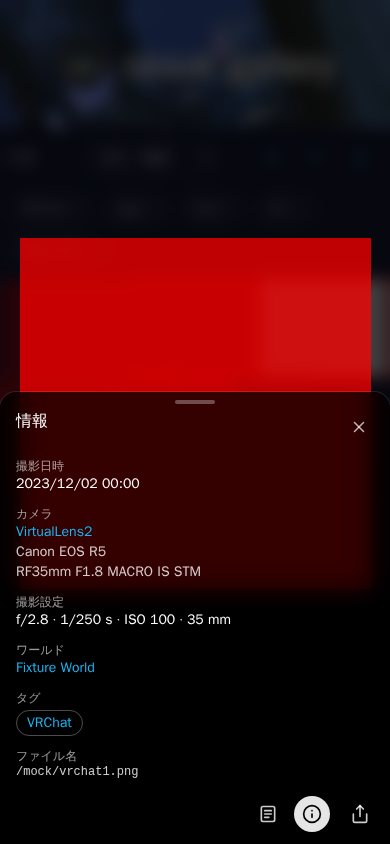 情報
撮影日時
2023/12/02 00:00
カメラ
VirtualLens2
Canon EOS R5
RF35mm F1.8 MACRO IS STM
撮影設定
f/2.8 · 1/250 s · ISO 100 · 35 mm
ワールド
Fixture World
タグ
VRChat
ファイル名
/mock/vrchat1.png